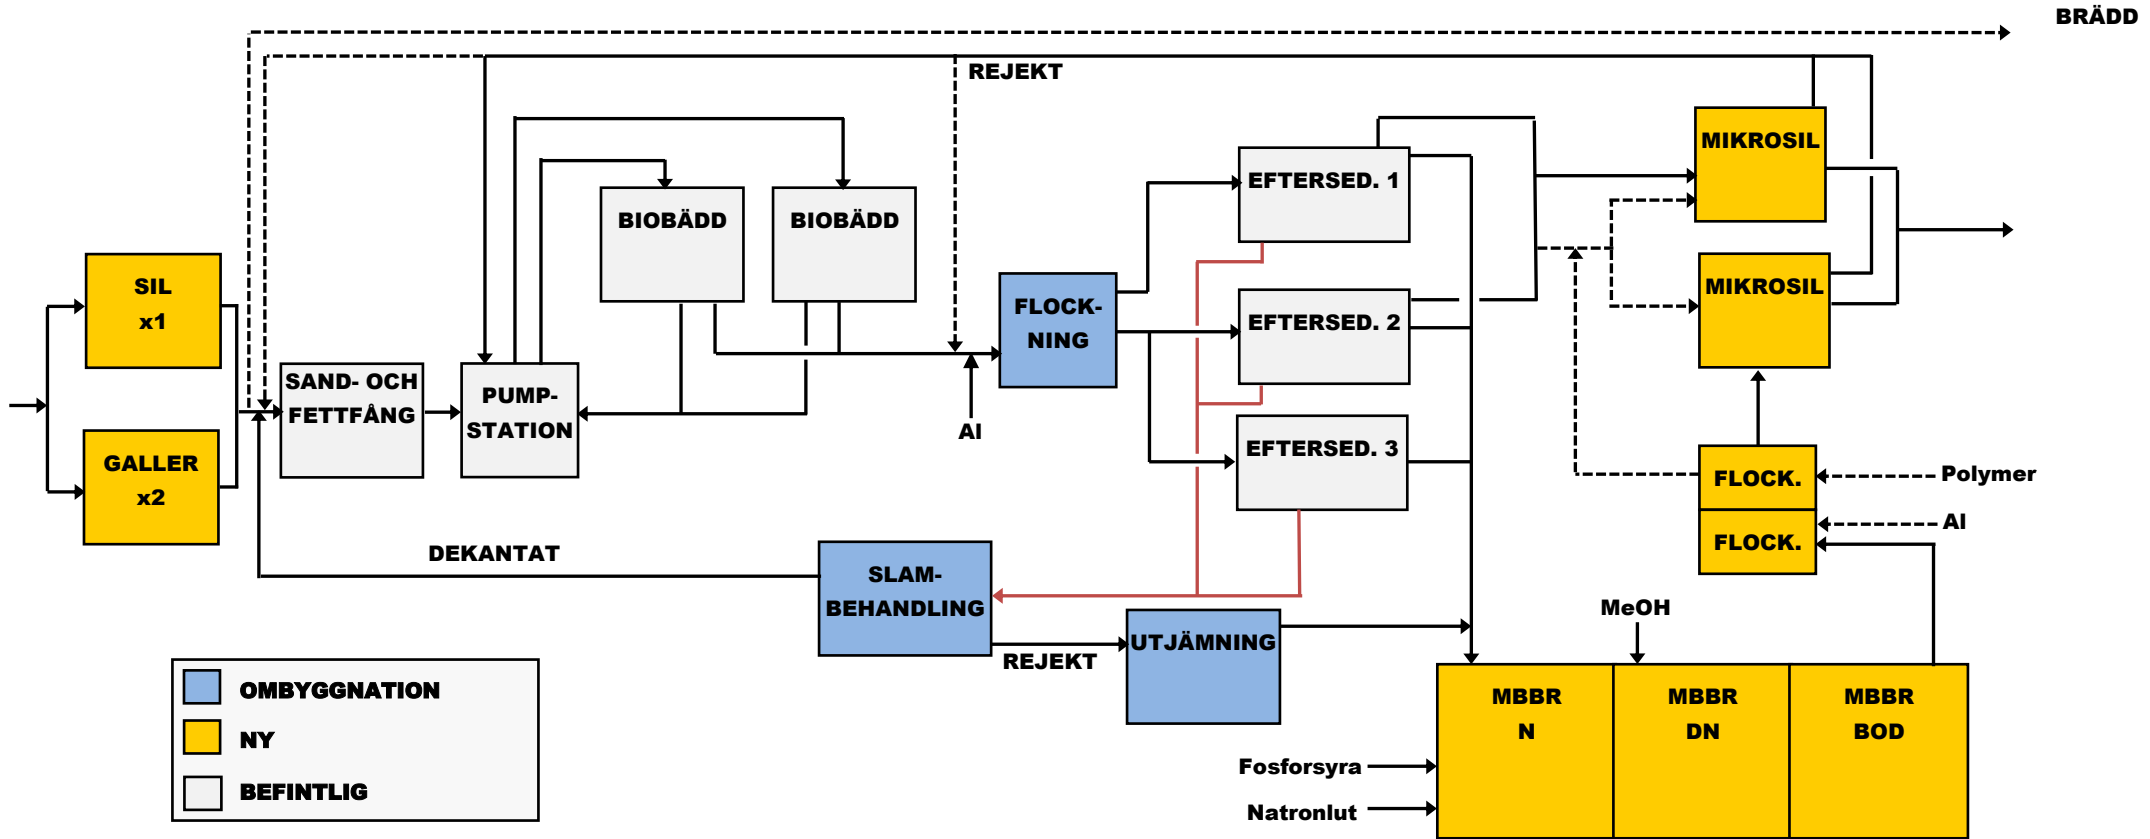 BRÄDD
REJEKT
MIKROSIL
EFTERSED. 1
BIOBÄDD
BIOBÄDD
SIL
x1
MIKROSIL
FLOCK-
NING
EFTERSED. 2
SAND- OCH
FETTFÅNG
PUMP-
STATION
Al
EFTERSED. 3
GALLER
x2
FLOCK.
Polymer
Al
FLOCK.
DEKANTAT
SLAM-
BEHANDLING
MeOH
UTJÄMNING
REJEKT
OMBYGGNATION
NY
BEFINTLIG
MBBR
N
MBBR
DN
MBBR
BOD
Fosforsyra
Natronlut